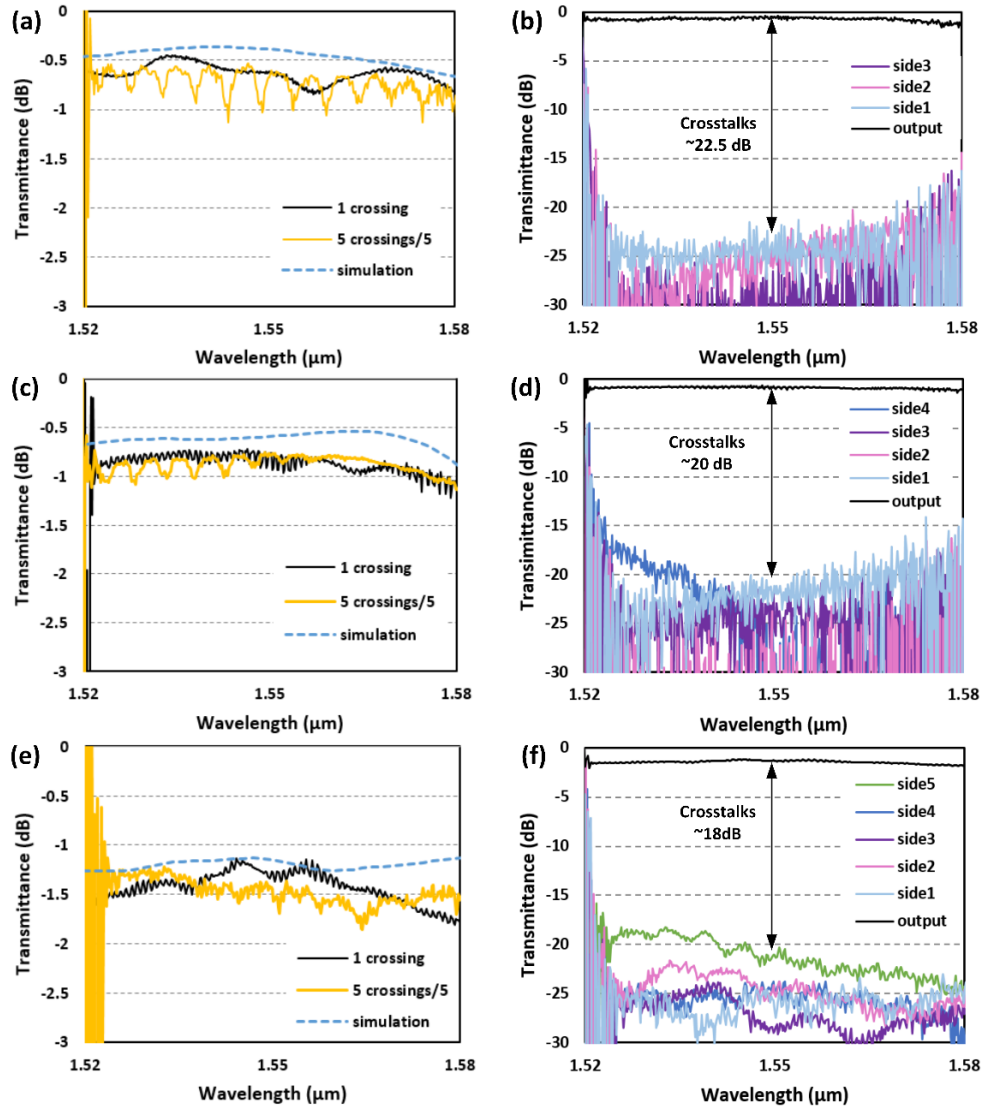 (a)
0
-0.5
-1
-1.5
-2
-2.5
-3
Transmittance (dB)
1 crossing
5 crossings/5
simulation
1.52
1.55
1.58
Wavelength (μm)
(b)
0
-5
-10
-15
-20
-25
-30
Transimittance (dB)
side3
side2
side1
output
Crosstalks
~22.5 dB
1.52
1.55
1.58
Wavelength (μm)
(c)
0
-0.5
-1
-1.5
-2
-2.5
-3
Transmittance (dB)
1 crossing
5 crossings/5
simulation
1.52
1.55
1.58
Wavelength (μm)
(d)
0
-5
-10
-15
-20
-25
-30
Transmittance (dB)
side4
side3
side2
side1
output
Crosstalks
~20 dB
1.52
1.55
1.58
Wavelength (μm)
(e)
0
-0.5
-1
-1.5
-2
-2.5
-3
Transmittance (dB)
1 crossing
5 crossings/5
simulation
1.52
1.55
1.58
Wavelength (μm)
(f)
0
-5
-10
-15
-20
-25
-30
Transmittance (dB)
side5
side4
side3
side2
side1
output
Crosstalks
~18dB
1.52
1.55
1.58
Wavelength (μm)